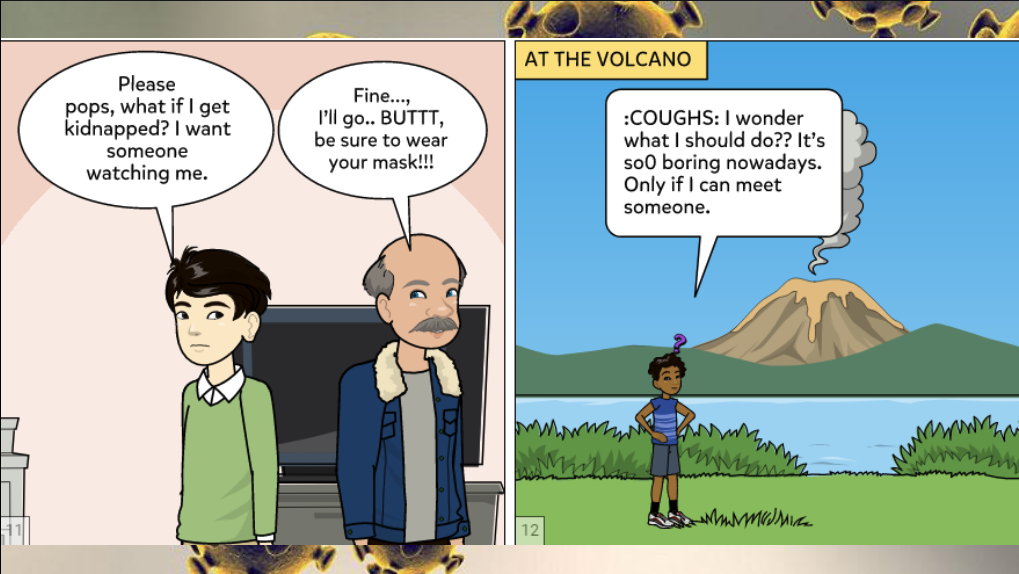 Please
pops, what if I get
kidnapped? I want
someone
watching me.
Fine...,
I'll go.. BUTTT,
be sure to wear
your mask!!!
11
AT THE VOLCANO
:COUGHS: I wonder
what I should do?? It's
so0 boring nowadays.
Only if I can meet
someone.
?
12